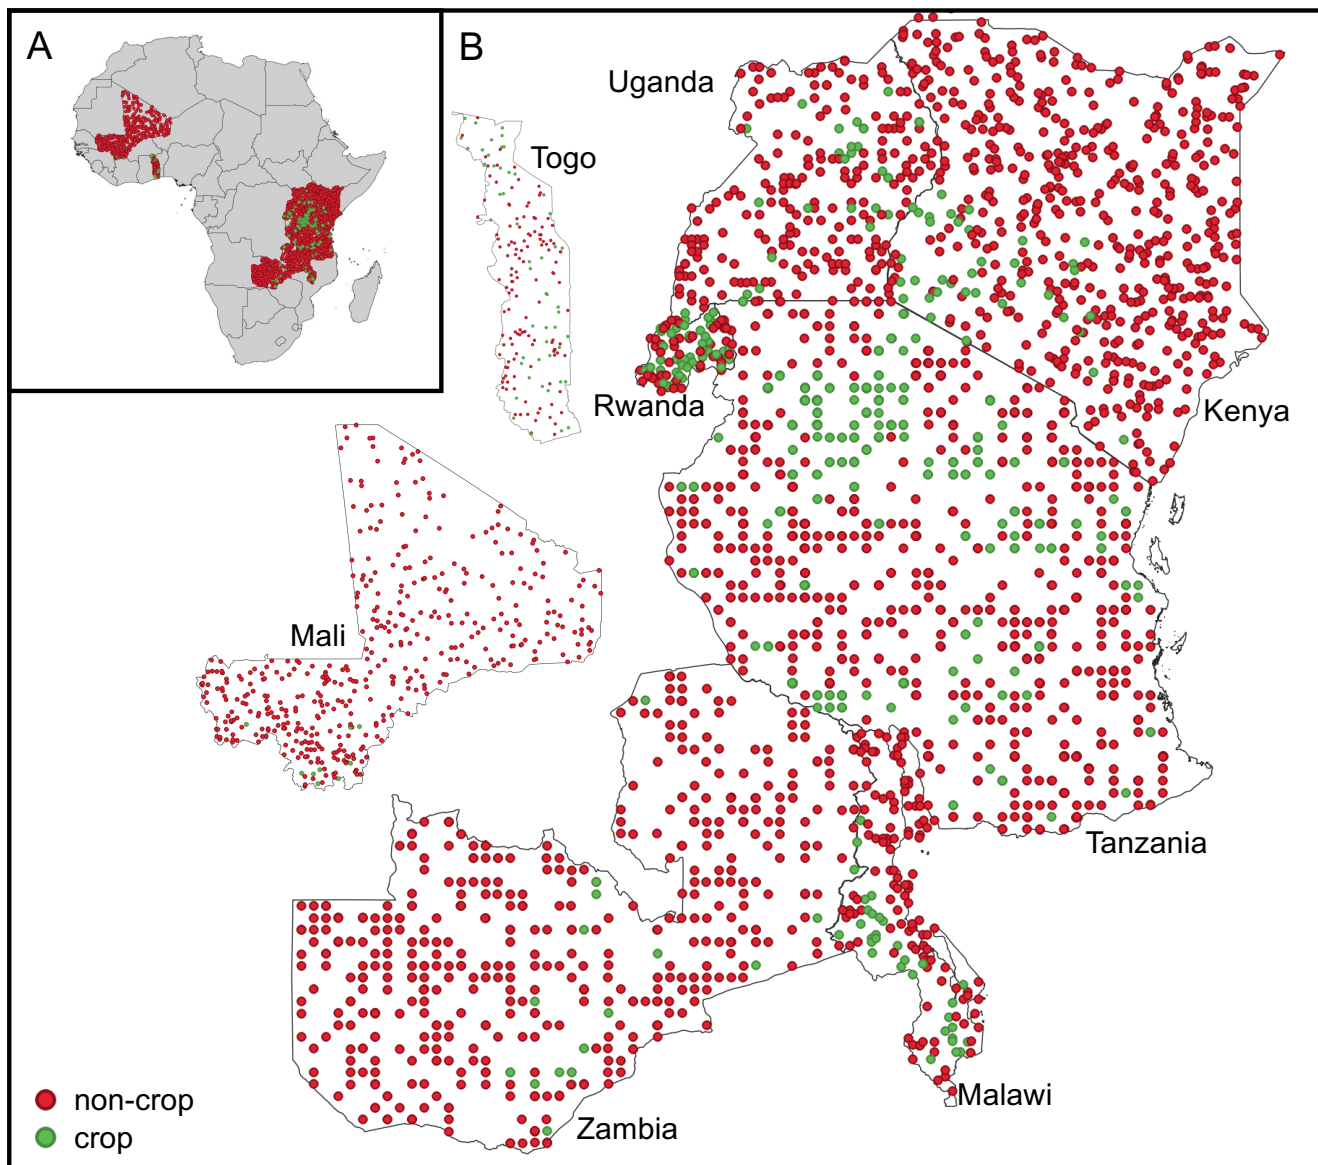 A
B
Uganda
Togo
Rwanda
Kenya
Mali
Tanzania
Malawi
Zambia
non-crop
crop